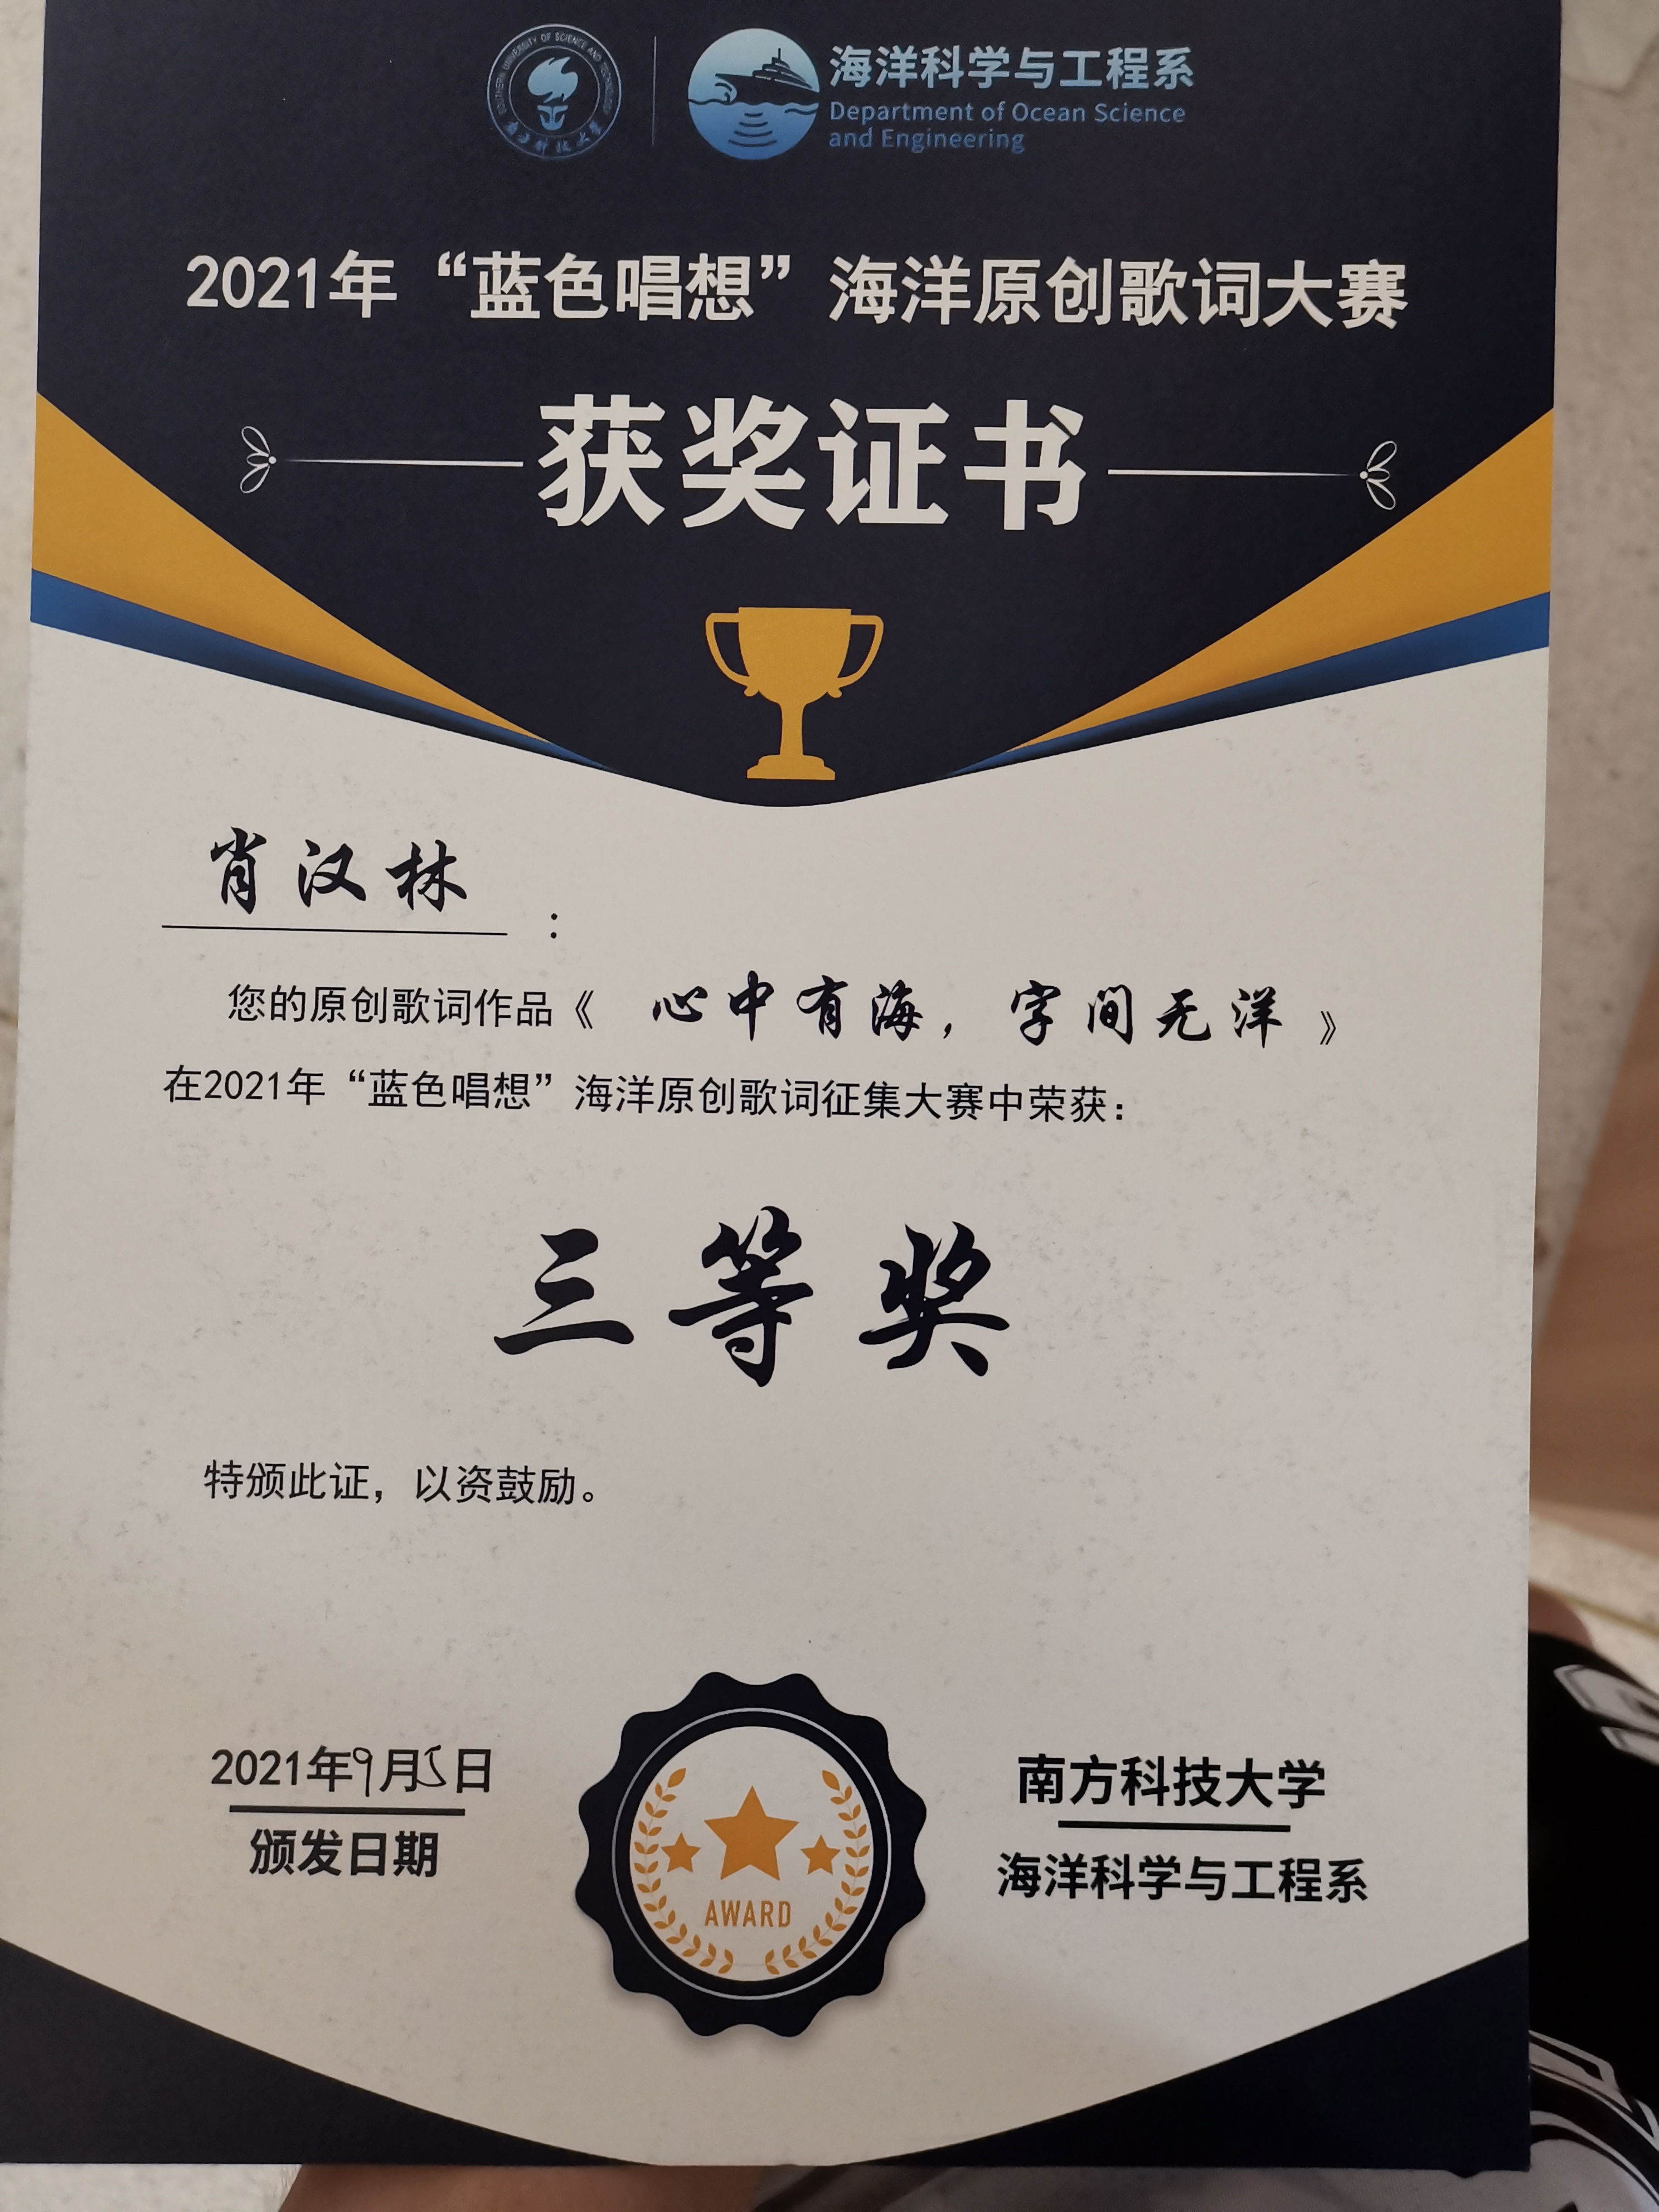 SOUTHERN UNIVERSITY OF SCIENCE AND TECHNOLOGY
南方科技大学
海洋科学与工程系
Department of Ocean Science
and Engineering
2021年“蓝色唱想”海洋原创歌词大赛
获奖证书
肖汉林：
您的原创歌词作品《心中有海，字间无洋》
在2021年“蓝色唱想”海洋原创歌词征集大赛中荣获：
三等奖
特颁此证，以资鼓励。
2021年9月5日
颁发日期
AWARD
南方科技大学
海洋科学与工程系